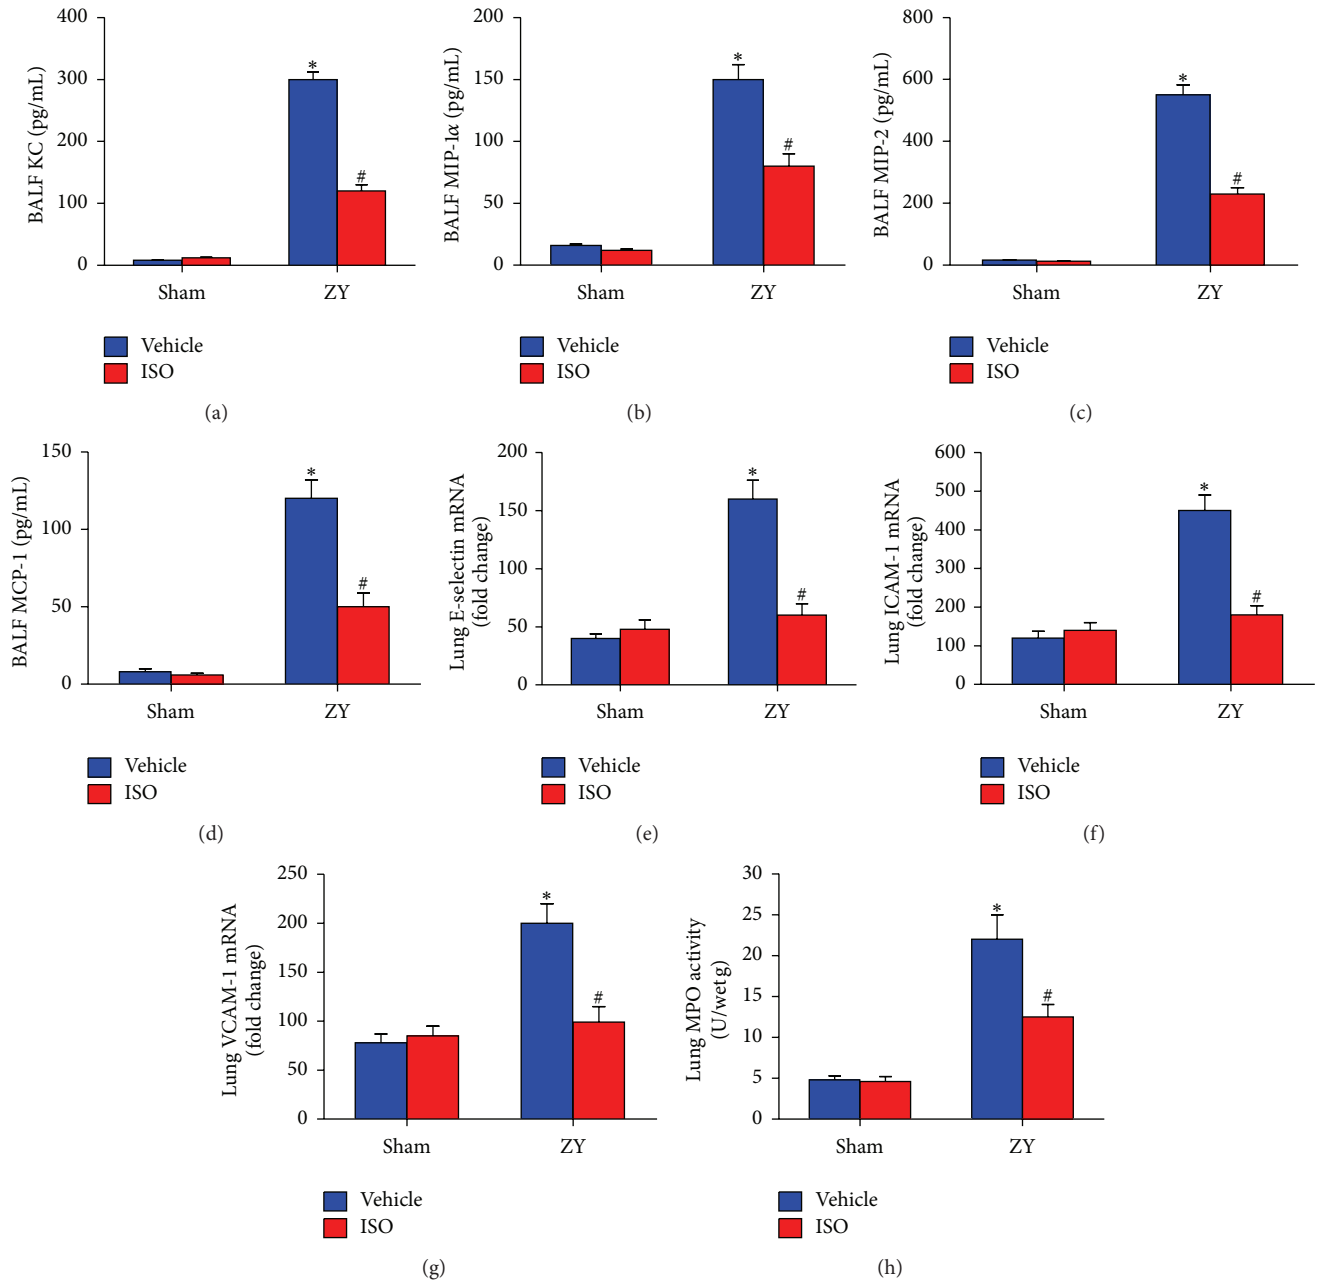 BALF KC (pg/mL)
400
300
200
100
0
*
#
Sham
ZY
Vehicle
ISO
(a)
BALF MIP-1α (pg/mL)
200
150
100
50
0
*
#
Sham
ZY
Vehicle
ISO
(b)
BALF MIP-2 (pg/mL)
800
600
400
200
0
*
#
Sham
ZY
Vehicle
ISO
(c)
BALF MCP-1 (pg/mL)
150
100
50
0
*
#
Sham
ZY
Vehicle
ISO
(d)
Lung E-selectin mRNA
(fold change)
200
150
100
50
0
*
#
Sham
ZY
Vehicle
ISO
(e)
Lung ICAM-1 mRNA
(fold change)
600
500
400
300
200
100
0
*
#
Sham
ZY
Vehicle
ISO
(f)
Lung VCAM-1 mRNA
(fold change)
250
200
150
100
50
0
*
#
Sham
ZY
Vehicle
ISO
(g)
Lung MPO activity
(U/wet g)
30
25
20
15
10
5
0
*
#
Sham
ZY
Vehicle
ISO
(h)